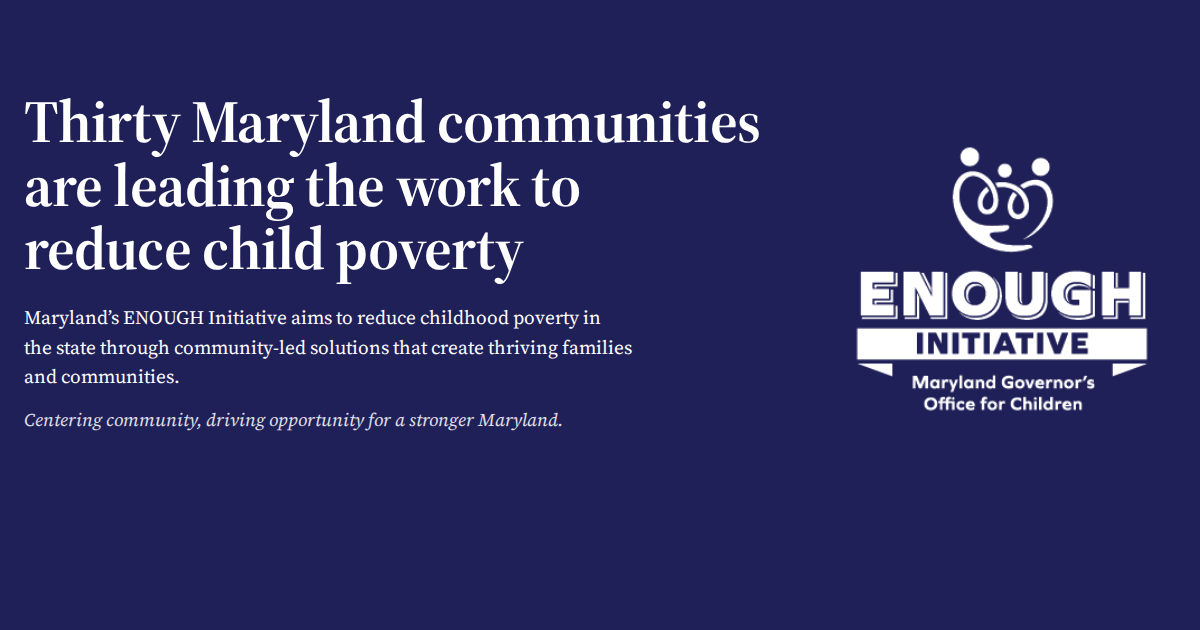 Thirty Maryland communities
are leading the work to
reduce child poverty
Maryland’s ENOUGH Initiative aims to reduce childhood poverty in
the state through community-led solutions that create thriving families
and communities.
Centering community, driving opportunity for a stronger Maryland.
ENOUGH
INITIATIVE
Maryland Governor’s
Office for Children